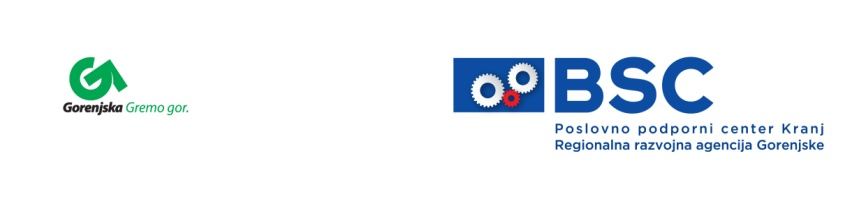 Gorenjska Gremo gor.
BSC
Poslovno podporni center Kranj
Regionalna razvojna agencija Gorenjske